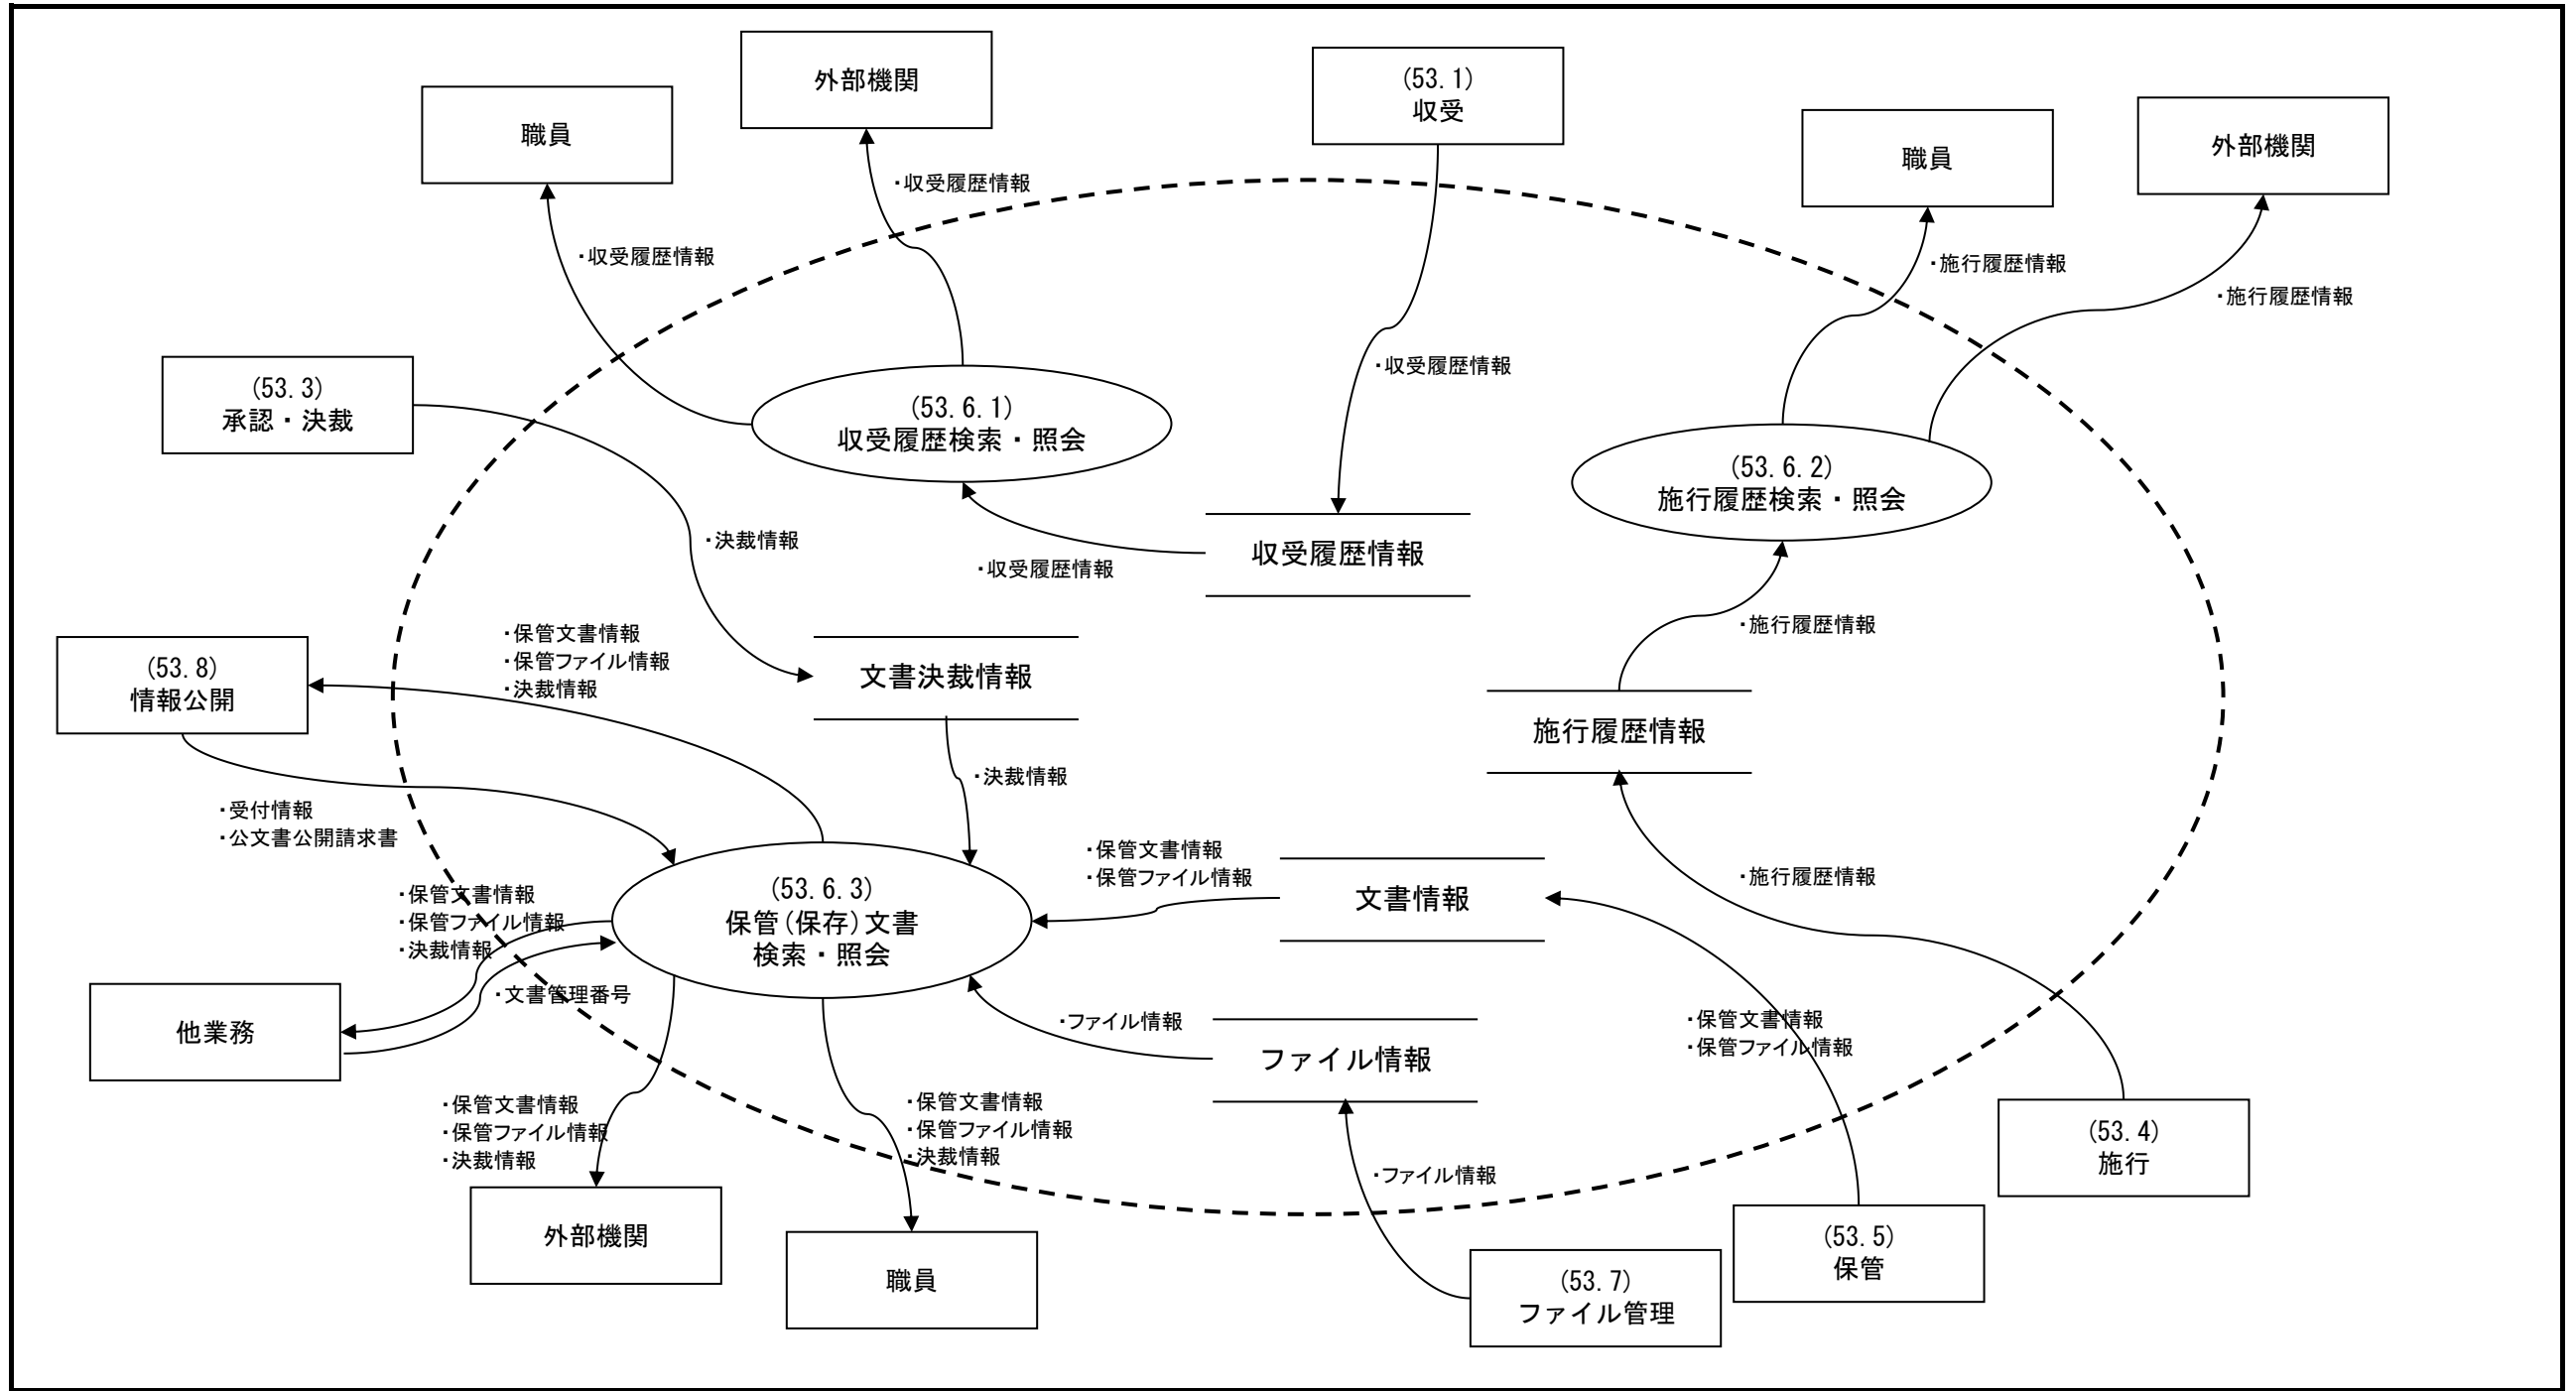 外部機関
(53.1)
収受
職員
職員
外部機関
・収受履歴情報
・収受履歴情報
・施行履歴情報
・施行履歴情報
・収受履歴情報
(53.3)
承認・決裁
(53.6.1)
収受履歴検索・照会
(53.6.2)
施行履歴検索・照会
・決裁情報
収受履歴情報
・収受履歴情報
・施行履歴情報
(53.8)
情報公開
・保管文書情報
・保管ファイル情報
・決裁情報
文書決裁情報
施行履歴情報
・決裁情報
・受付情報
・公文書公開請求書
・保管文書情報
・保管ファイル情報
文書情報
・施行履歴情報
・保管文書情報
・保管ファイル情報
・決裁情報
(53.6.3)
保管(保存)文書
検索・照会
・文書管理番号
他業務
・ファイル情報
ファイル情報
・保管文書情報
・保管ファイル情報
・保管文書情報
・保管ファイル情報
・決裁情報
・保管文書情報
・保管ファイル情報
・決裁情報
・ファイル情報
(53.4)
施行
外部機関
職員
(53.5)
保管
(53.7)
ファイル管理